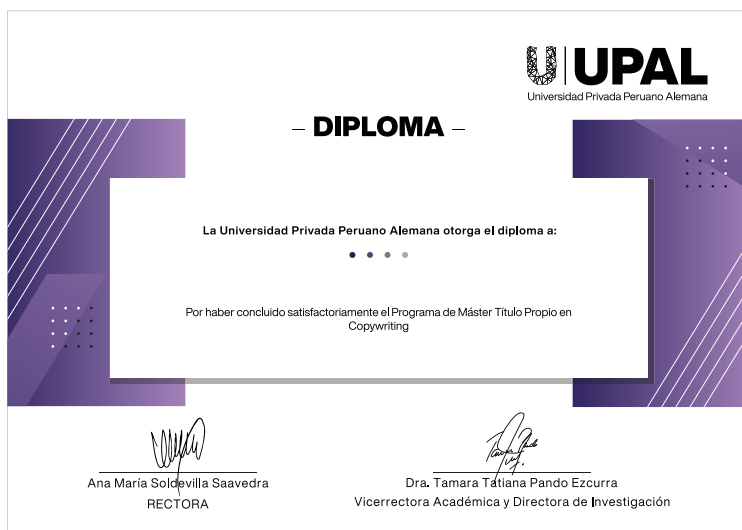 UPAL
Universidad Privada Peruano Alemana
– DIPLOMA –
La Universidad Privada Peruano Alemana otorga el diploma a:
Por haber concluido satisfactoriamente el Programa de Máster Título Propio en
Copywriting
Ana María Soldevilla Saavedra
RECTORA
Dra. Tamara Tatiana Pando Ezcurra
Vicerrectora Académica y Directora de Investigación